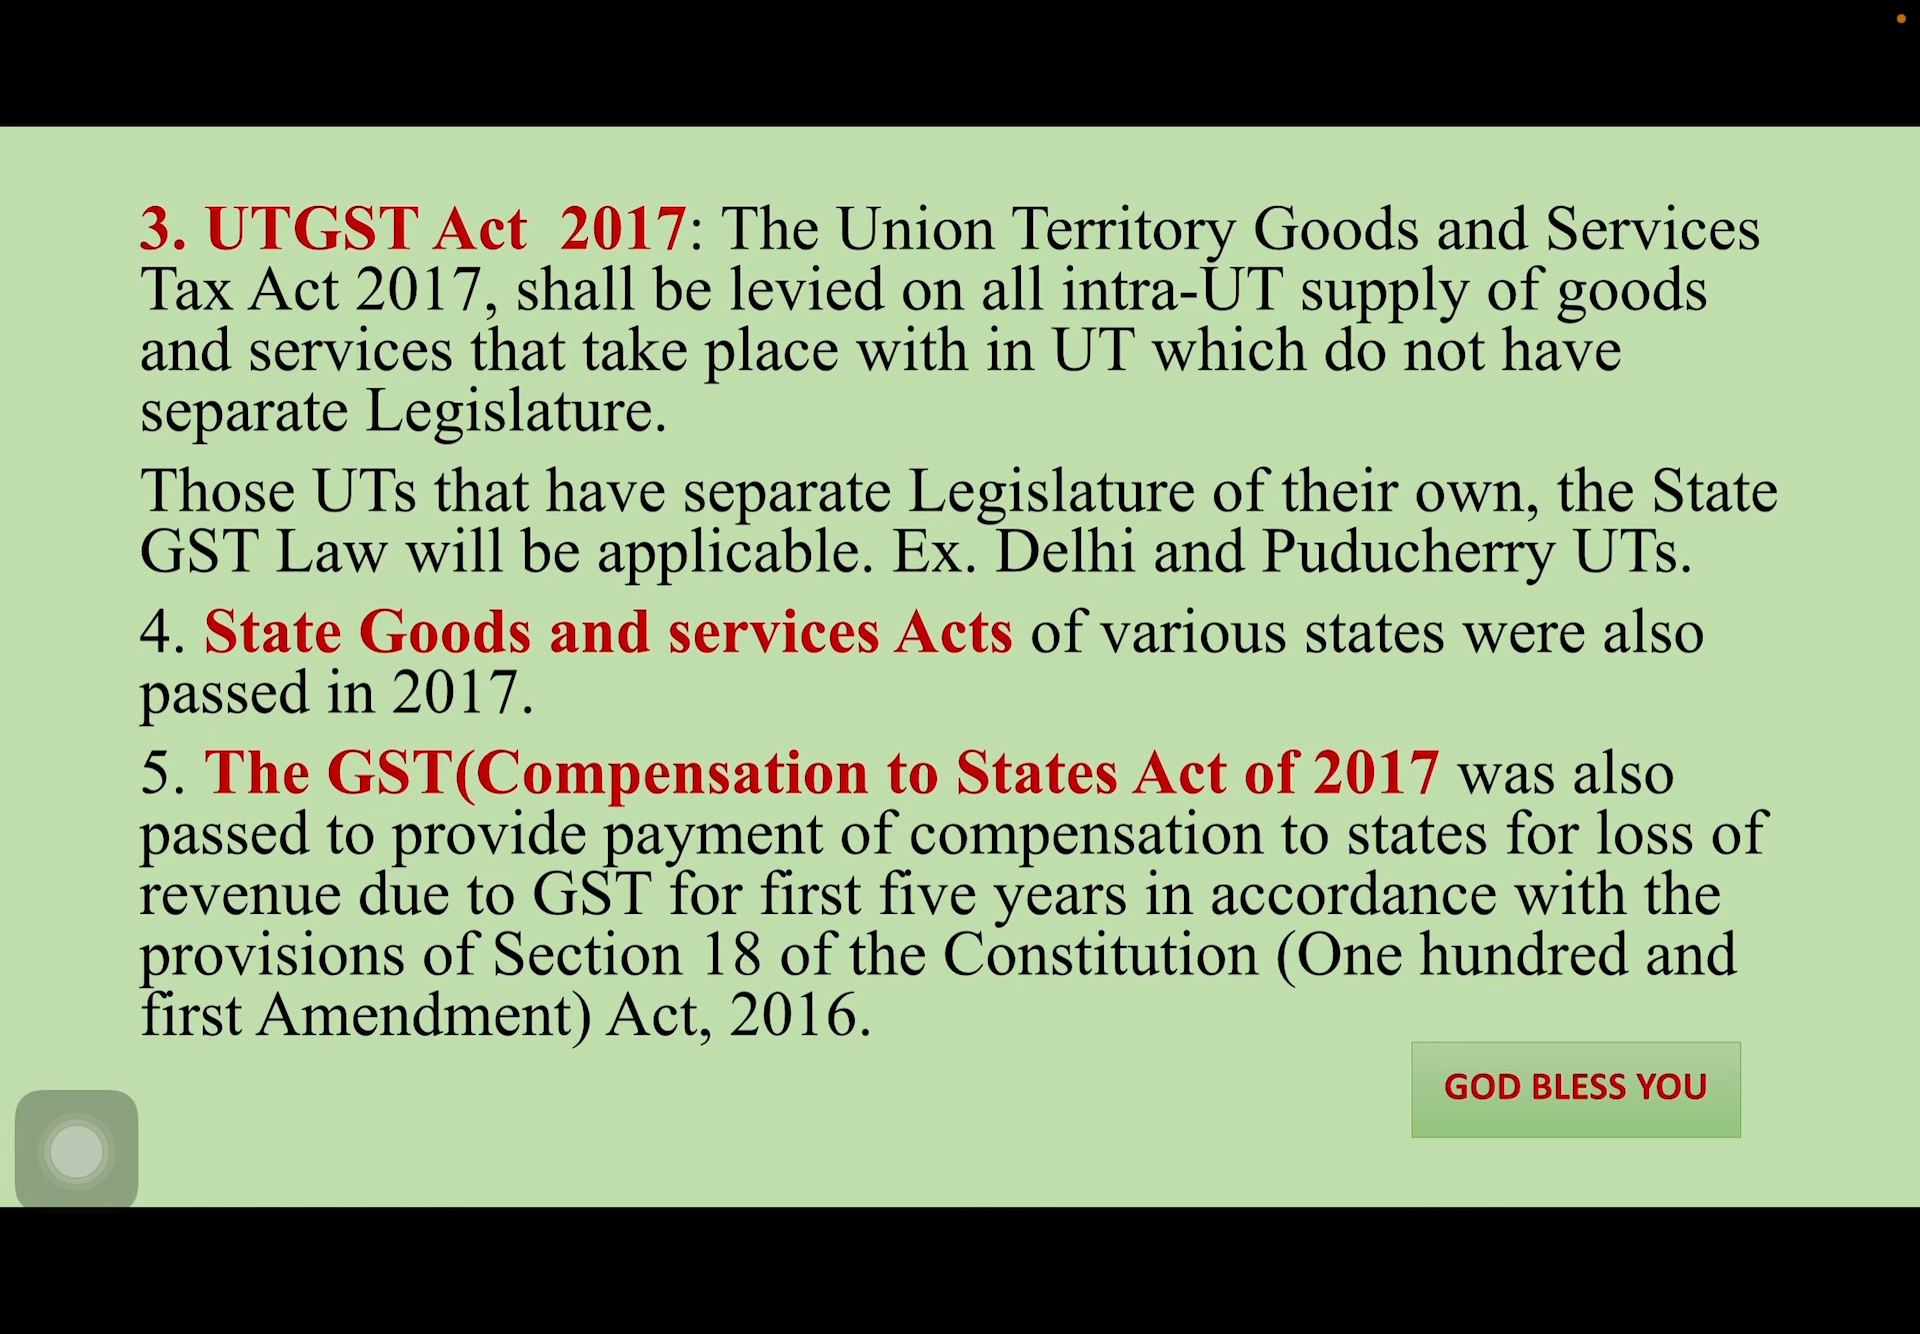 3. UTGST Act  2017: The Union Territory Goods and Services
Tax Act 2017, shall be levied on all intra-UT supply of goods
and services that take place with in UT which do not have
separate Legislature.
Those UTs that have separate Legislature of their own, the State
GST Law will be applicable. Ex. Delhi and Puducherry UTs.
4. State Goods and services Acts of various states were also
passed in 2017.
5. The GST(Compensation to States Act of 2017 was also
passed to provide payment of compensation to states for loss of
revenue due to GST for first five years in accordance with the
provisions of Section 18 of the Constitution (One hundred and
first Amendment) Act, 2016.
GOD BLESS YOU